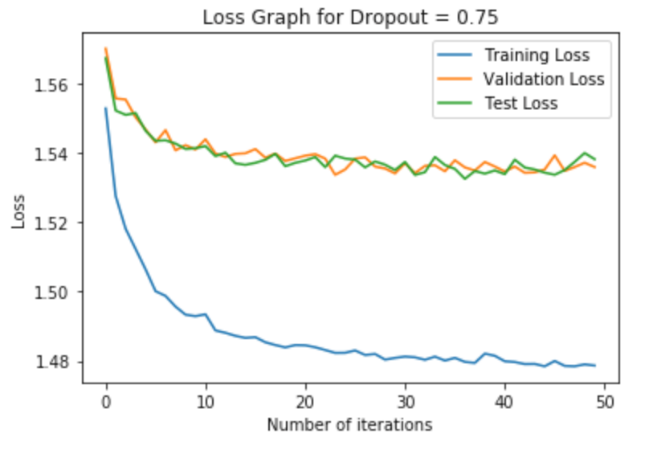 Loss Graph for Dropout = 0.75
Training Loss
Validation Loss
Test Loss
Loss
1.56
1.54
1.52
1.50
1.48
0
10
20
30
40
50
Number of iterations